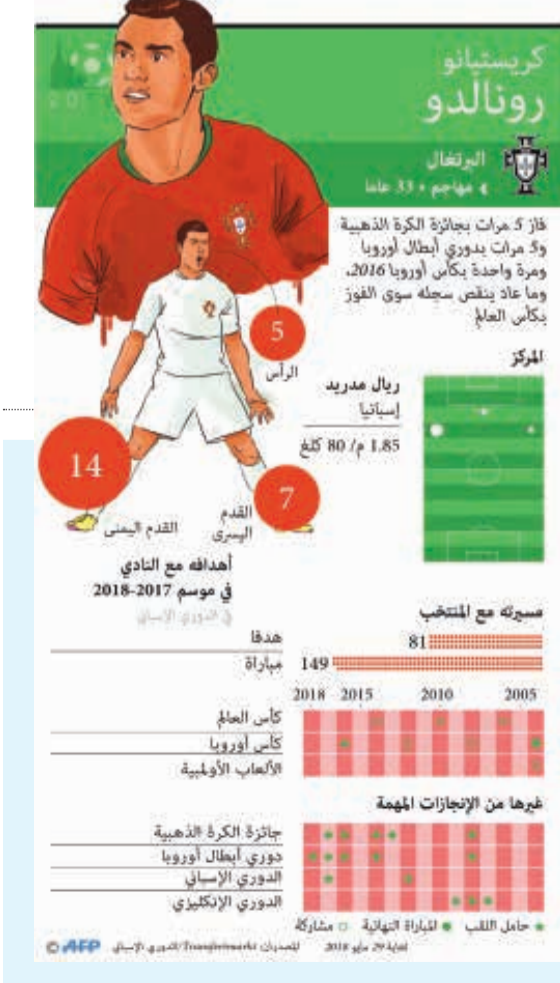 كريستيانو
رونالدو
البرتغال
مهاجم • 33 عاما
فاز 5 مرات بجائزة الكرة الذهبية
و5 مرات بدوري أبطال أوروبا
ومرة واحدة بكأس أوروبا 2016،
وما عاد ينقص سجله سوى الفوز
بكأس العالم
5
الرأس
المركز
ريال مدريد
إسبانيا
1.85 م/ 80 كلغ
14
القدم اليمنى
7
القدم
اليسرى
أهدافه مع النادي
في موسم 2017-2018
في الدوري الإسباني
مسيرته مع المنتخب
81 هدفا
149 مباراة
2005 2010 2015 2018
كأس العالم
كأس أوروبا
الألعاب الأولمبية
غيرها من الإنجازات المهمة
جائزة الكرة الذهبية
دوري أبطال أوروبا
الدوري الإسباني
الدوري الإنكليزي
حامل اللقب المباراة النهائية مشاركة
لغاية 29 مايو 2018 المصدران: Transfermarkt/الدوري الإسباني © AFP